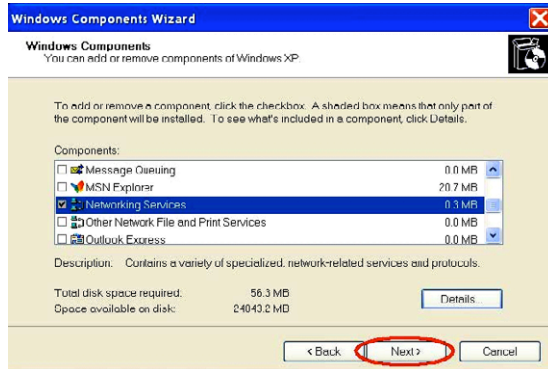 Windows Components Wizard
Windows Components
You can add or remove components of Windows XP.
To add or remove a component, click the checkbox. A shaded box means that only part of
the component will be installed. To see what's included in a component, click Details.
Components:
Message Queuing 0.0 MB
MSN Explorer 20.7 MB
Networking Services 0.3 MB
Other Network File and Print Services 0.0 MB
Outlook Express 0.0 MB
Description: Contains a variety of specialized, network-related services and protocols.
Total disk space required: 56.3 MB
Space available on disk: 24043.2 MB
Details...
< Back Next > Cancel